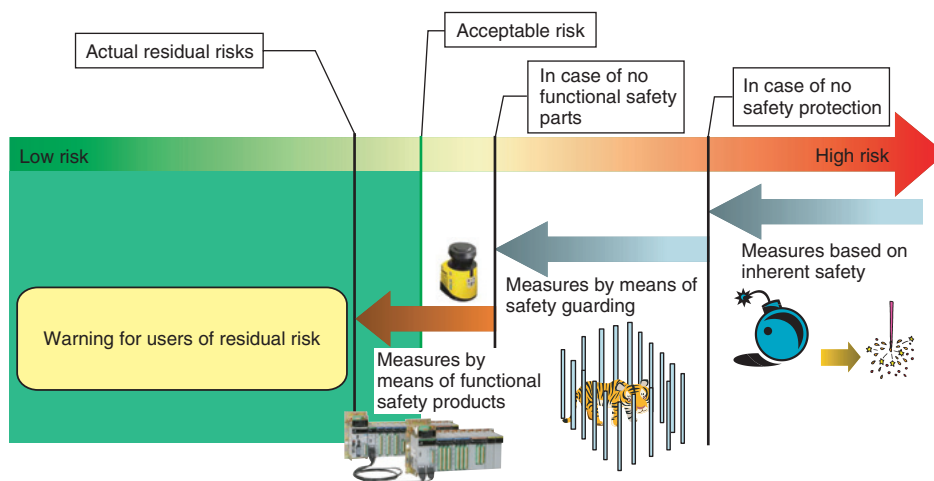 Actual residual risks
Acceptable risk
In case of no
functional safety
parts
In case of no
safety protection
Low risk
High risk
Measures based on
inherent safety
Measures by means of
safety guarding
Warning for users of residual risk
Measures by
means of functional
safety products